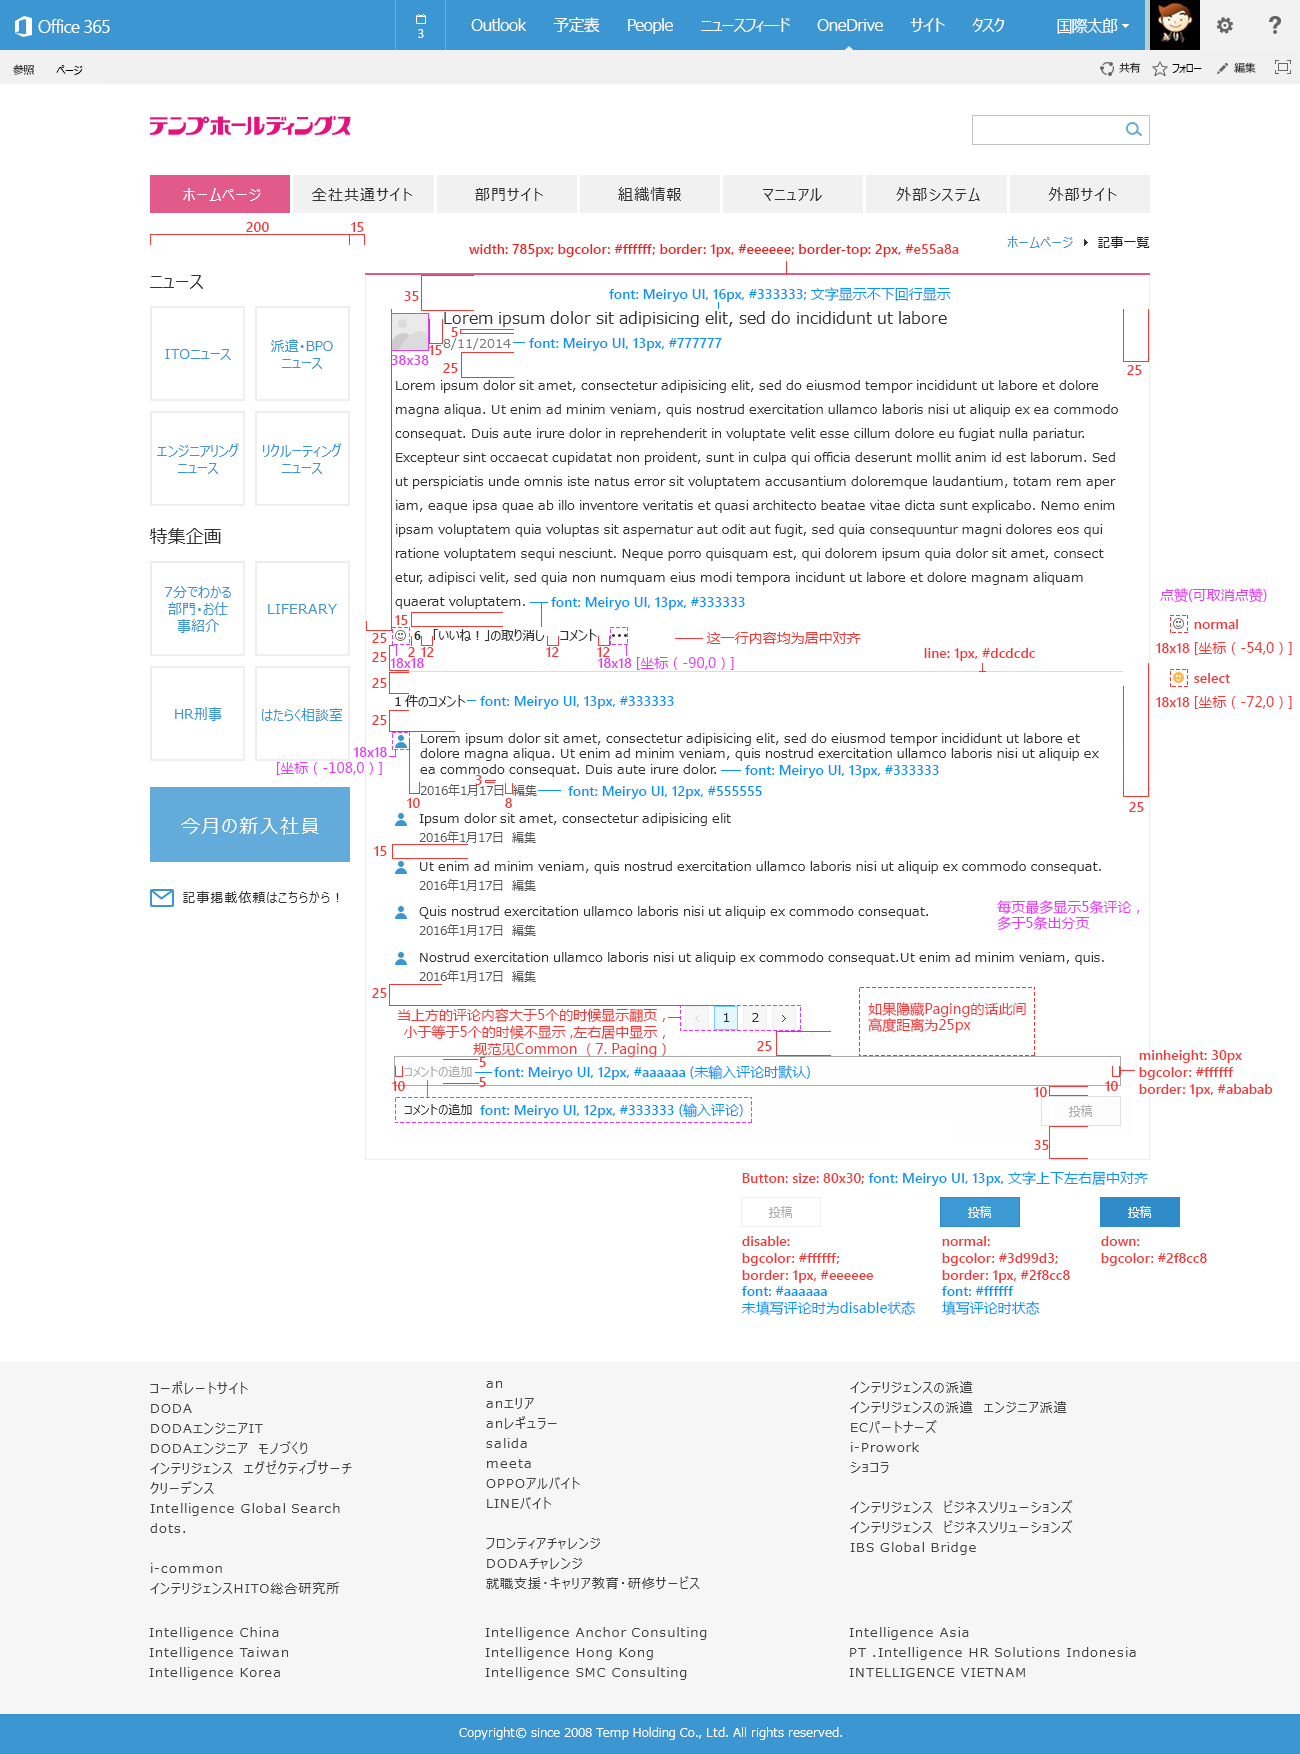 Office 365
3
Outlook
予定表
People
ニュースフィード
OneDrive
サイト
タスク
国際太郎
?
参照
ページ
共有
フォロー
編集
テンプホールディングス
ホームページ
全社共通サイト
部門サイト
組織情報
マニュアル
外部システム
外部サイト
200
15
ホームページ
記事一覧
width: 785px; bgcolor: #ffffff; border: 1px, #eeeeee; border-top: 2px, #e55a8a
ニュース
ITOニュース
派遣・BPO
ニュース
エンジニアリング
ニュース
リクルーティング
ニュース
特集企画
7分でわかる
部門・お仕
事紹介
LIFERARY
HR刑事
はたらく相談室
今月の新入社員
記事掲載依頼はこちらから！
35
font: Meiryo UI, 16px, #333333; 文字显示不下回行显示
Lorem ipsum dolor sit adipisicing elit, sed do incididunt ut labore
5
15
8/11/2014
font: Meiryo UI, 13px, #777777
38x38
25
25
Lorem ipsum dolor sit amet, consectetur adipisicing elit, sed do eiusmod tempor incididunt ut labore et dolore
magna aliqua. Ut enim ad minim veniam, quis nostrud exercitation ullamco laboris nisi ut aliquip ex ea commodo
consequat. Duis aute irure dolor in reprehenderit in voluptate velit esse cillum dolore eu fugiat nulla pariatur.
Excepteur sint occaecat cupidatat non proident, sunt in culpa qui officia deserunt mollit anim id est laborum. Sed
ut perspiciatis unde omnis iste natus error sit voluptatem accusantium doloremque laudantium, totam rem aper
iam, eaque ipsa quae ab illo inventore veritatis et quasi architecto beatae vitae dicta sunt explicabo. Nemo enim
ipsam voluptatem quia voluptas sit aspernatur aut odit aut fugit, sed quia consequuntur magni dolores eos qui
ratione voluptatem sequi nesciunt. Neque porro quisquam est, qui dolorem ipsum quia dolor sit amet, consect
etur, adipisci velit, sed quia non numquam eius modi tempora incidunt ut labore et dolore magnam aliquam
quaerat voluptatem.
font: Meiryo UI, 13px, #333333
15
25
6
「いいね！」の取り消し
コメント
这一行内容均为居中对齐
2
12
12
12
25
18x18
18x18 [坐标（-90,0）]
line: 1px, #dcdcdc
点赞(可取消点赞)
normal
18x18 [坐标（-54,0）]
select
18x18 [坐标（-72,0）]
25
1 件のコメント
font: Meiryo UI, 13px, #333333
25
18x18
[坐标（-108,0）]
Lorem ipsum dolor sit amet, consectetur adipisicing elit, sed do eiusmod tempor incididunt ut labore et
dolore magna aliqua. Ut enim ad minim veniam, quis nostrud exercitation ullamco laboris nisi ut aliquip ex
ea commodo consequat. Duis aute irure dolor.
font: Meiryo UI, 13px, #333333
3
2016年1月17日
編集
font: Meiryo UI, 12px, #555555
10
8
25
Ipsum dolor sit amet, consectetur adipisicing elit
2016年1月17日
編集
15
Ut enim ad minim veniam, quis nostrud exercitation ullamco laboris nisi ut aliquip ex commodo consequat.
2016年1月17日
編集
Quis nostrud exercitation ullamco laboris nisi ut aliquip ex commodo consequat.
2016年1月17日
編集
每页最多显示5条评论，
多于5条出分页
Nostrud exercitation ullamco laboris nisi ut aliquip ex commodo consequat.Ut enim ad minim veniam, quis.
2016年1月17日
編集
25
当上方的评论内容大于5个的时候显示翻页，
小于等于5个的时候不显示 ,左右居中显示，
规范见Common （ 7. Paging ）
<
1
2
>
25
如果隐藏Paging的话此间
高度距离为25px
minheight: 30px
bgcolor: #ffffff
border: 1px, #ababab
5
コメントの追加
font: Meiryo UI, 12px, #aaaaaa (未输入评论时默认)
10
5
10
10
コメントの追加
font: Meiryo UI, 12px, #333333 (输入评论)
投稿
35
Button: size: 80x30; font: Meiryo UI, 13px, 文字上下左右居中对齐
投稿
投稿
投稿
disable:
bgcolor: #ffffff;
border: 1px, #eeeeee
font: #aaaaaa
未填写评论时为disable状态
normal:
bgcolor: #3d99d3;
border: 1px, #2f8cc8
font: #ffffff
填写评论时状态
down:
bgcolor: #2f8cc8
コーポレートサイト
DODA
DODAエンジニアIT
DODAエンジニア モノづくり
インテリジェンス エグゼクティブサーチ
クリーデンス
Intelligence Global Search
dots.
i-common
インテリジェンスHITO総合研究所
an
anエリア
anレギュラー
salida
meeta
OPPOアルバイト
LINEバイト
フロンティアチャレンジ
DODAチャレンジ
就職支援・キャリア教育・研修サービス
インテリジェンスの派遣
インテリジェンスの派遣 エンジニア派遣
ECパートナーズ
i-Prowork
ショコラ
インテリジェンス ビジネスソリューションズ
インテリジェンス ビジネスソリューションズ
IBS Global Bridge
Intelligence China
Intelligence Taiwan
Intelligence Korea
Intelligence Anchor Consulting
Intelligence Hong Kong
Intelligence SMC Consulting
Intelligence Asia
PT .Intelligence HR Solutions Indonesia
INTELLIGENCE VIETNAM
Copyright© since 2008 Temp Holding Co., Ltd. All rights reserved.